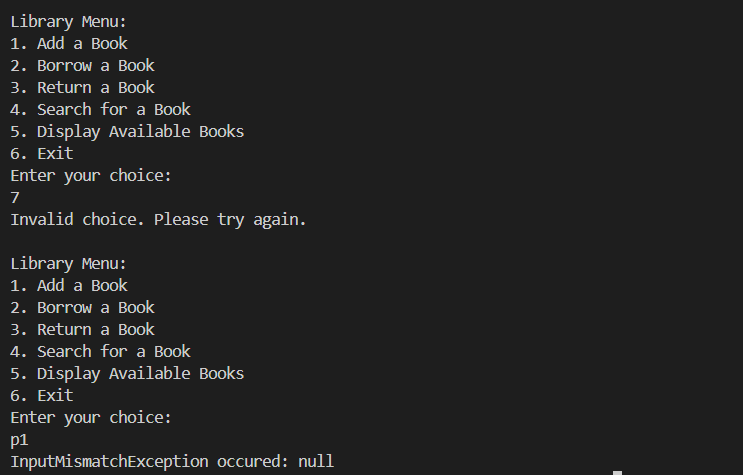 Library Menu:
1. Add a Book
2. Borrow a Book
3. Return a Book
4. Search for a Book
5. Display Available Books
6. Exit
Enter your choice:
7
Invalid choice. Please try again.

Library Menu:
1. Add a Book
2. Borrow a Book
3. Return a Book
4. Search for a Book
5. Display Available Books
6. Exit
Enter your choice:
p1
InputMismatchException occured: null